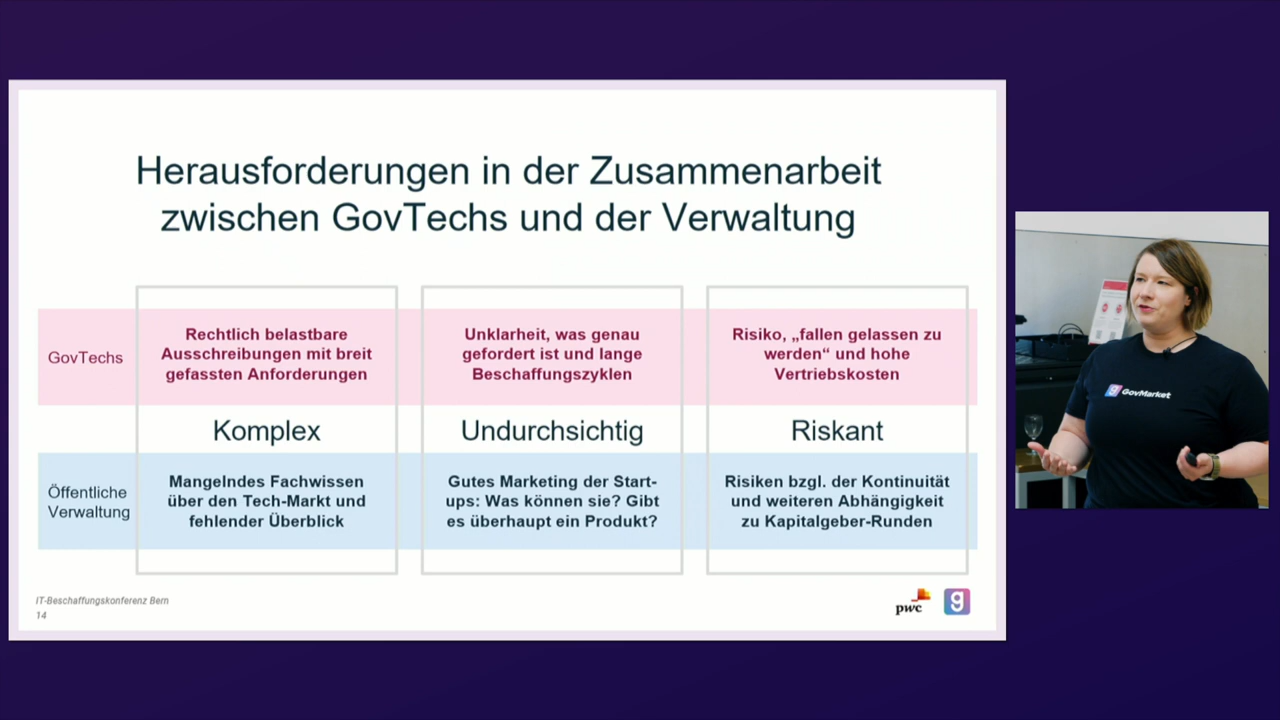 Herausforderungen in der Zusammenarbeit
zwischen GovTechs und der Verwaltung
GovTechs
Rechtlich belastbare
Ausschreibungen mit breit
gefassten Anforderungen
Unklarheit, was genau
gefordert ist und lange
Beschaffungszyklen
Risiko, „fallen gelassen zu
werden“ und hohe
Vertriebskosten
Komplex
Undurchsichtig
Riskant
Öffentliche
Verwaltung
Mangelndes Fachwissen
über den Tech-Markt und
fehlender Überblick
Gutes Marketing der Start-
ups: Was können sie? Gibt
es überhaupt ein Produkt?
Risiken bzgl. der Kontinuität
und weiteren Abhängigkeit
zu Kapitalgeber-Runden
IT-Beschaffungskonferenz Bern
14
pwc
g
g GovMarket